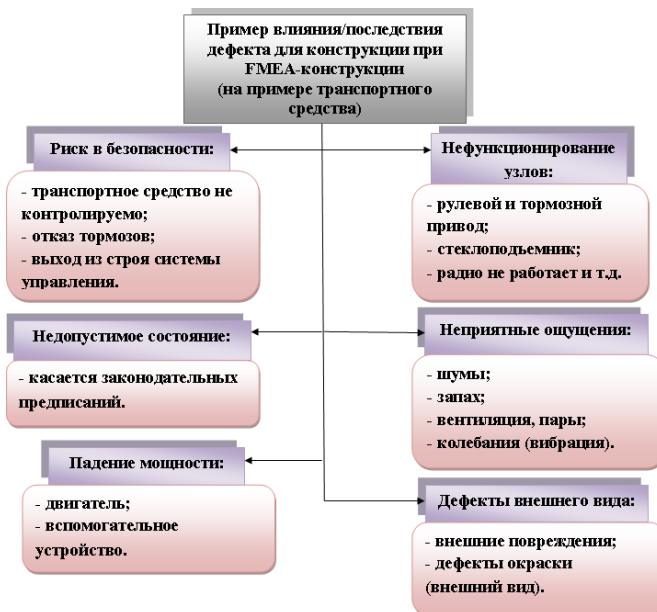 Пример влияния/последствия
дефекта для конструкции при
FMEA-конструкции
(на примере транспортного
средства)
Риск в безопасности:
- транспортное средство не
контролируемо;
- отказ тормозов;
- выход из строя системы
управления.
Нефункционирование
узлов:
- рулевой и тормозной
привод;
- стеклоподъемник;
- радио не работает и т.д.
Недопустимое состояние:
- касается законодательных
предписаний.
Неприятные ощущения:
- шумы;
- запах;
- вентиляция, пары;
- колебания (вибрация).
Падение мощности:
- двигатель;
- вспомогательное
устройство.
Дефекты внешнего вида:
- внешние повреждения;
- дефекты окраски
(внешний вид).